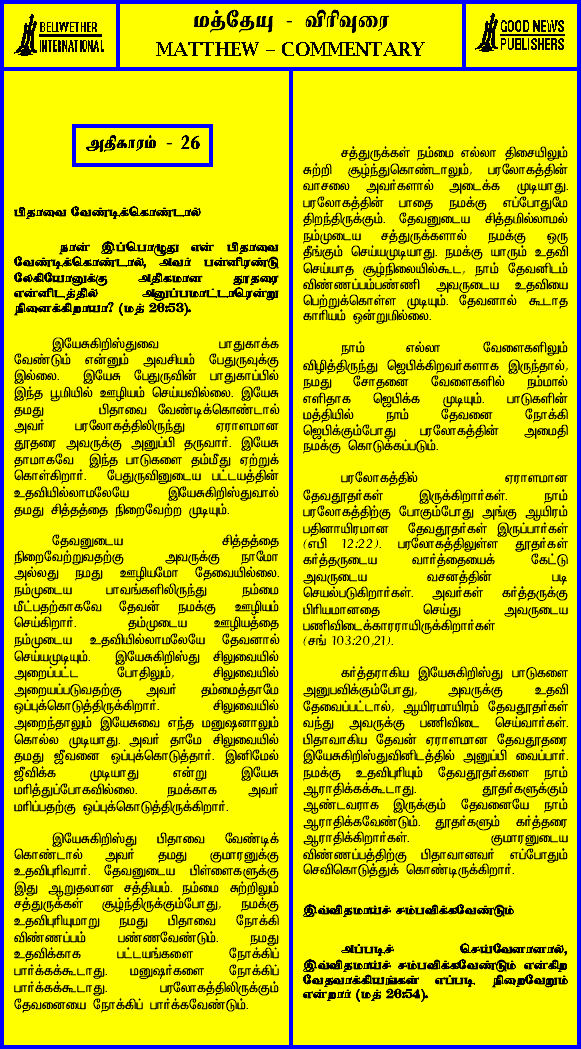 BELIWETHER
INTERNATIONAL
மத்தேயு - விரிவுரை
MATTHEW – COMMENTARY
GOOD NEWS
PUBLISHERS
அதிகாரம் - 26
பிதாவை வேண்டிக்கொண்டால்
நான் இப்பொழுது என் பிதாவை
வேண்டிக்கொண்டால், அவர் பன்னிரண்டு
லேகியோனுக்கு அதிகமான தூதரை
என்னிடத்தில் அனுப்பமாட்டாரென்று
நினைக்கிறாயா? (மத் 26:53).
இயேசுகிறிஸ்துவை பாதுகாக்க
வேண்டும் என்னும் அவசியம் பேதுருவுக்கு
இல்லை. இயேசு பேதுருவின் பாதுகாப்பில்
இந்த பூமியில் ஊழியம் செய்யவில்லை. இயேசு
தமது பிதாவை வேண்டிக்கொண்டால்
அவர் பரலோகத்திலிருந்து ஏராளமான
தூதரை அவருக்கு அனுப்பி தருவார். இயேசு
தாமாகவே இந்த பாடுகளை தம்மீது ஏற்றுக்
கொள்கிறார். பேதுருவினுடைய பட்டயத்தின்
உதவியில்லாமலேயே இயேசுகிறிஸ்துவால்
தமது சித்தத்தை நிறைவேற்ற முடியும்.
தேவனுடைய சித்தத்தை
நிறைவேற்றுவதற்கு அவருக்கு நாமோ
அல்லது நமது ஊழியமோ தேவையில்லை.
நம்முடைய பாவங்களிலிருந்து நம்மை
மீட்பதற்காகவே தேவன் நமக்கு ஊழியம்
செய்கிறார். தம்முடைய ஊழியத்தை
நம்முடைய உதவியில்லாமலேயே தேவனால்
செய்யமுடியும். இயேசுகிறிஸ்து சிலுவையில்
அறைப்பட்ட போதிலும், சிலுவையில்
அறையப்படுவதற்கு அவர் தம்மைத்தாமே
ஒப்புக்கொடுத்திருக்கிறார். சிலுவையில்
அறைந்தாலும் இயேசுவை எந்த மனுஷனாலும்
கொல்ல முடியாது. அவர் தாமே சிலுவையில்
தமது ஜீவனை ஒப்புக்கொடுத்தார். இனிமேல்
ஜீவிக்க முடியாது என்று இயேசு
மரித்துப்போகவில்லை. நமக்காக அவர்
மரிப்பதற்கு ஒப்புக்கொடுத்திருக்கிறார்.
இயேசுகிறிஸ்து பிதாவை வேண்டிக்
கொண்டால் அவர் தமது குமாரனுக்கு
உதவிபுரிவார். தேவனுடைய பிள்ளைகளுக்கு
இது ஆறுதலான சத்தியம். நம்மை சுற்றிலும்
சத்துருக்கள் சூழ்ந்திருக்கும்போது, நமக்கு
உதவிபுரியுமாறு நமது பிதாவை நோக்கி
விண்ணப்பம் பண்ணவேண்டும். நமது
உதவிக்காக பட்டயங்களை நோக்கிப்
பார்க்கக்கூடாது. மனுஷர்களை நோக்கிப்
பார்க்கக்கூடாது. பரலோகத்திலிருக்கும்
தேவனையை நோக்கிப் பார்க்கவேண்டும்.
சத்துருக்கள் நம்மை எல்லா திசையிலும்
சுற்றி சூழ்ந்துகொண்டாலும், பரலோகத்தின்
வாசலை அவர்களால் அடைக்க முடியாது.
பரலோகத்தின் பாதை நமக்கு எப்போதுமே
திறந்திருக்கும். தேவனுடைய சித்தமில்லாமல்
நம்முடைய சத்துருக்களால் நமக்கு ஒரு
தீங்கும் செய்யமுடியாது. நமக்கு யாரும் உதவி
செய்யாத சூழ்நிலையில்கூட, நாம் தேவனிடம்
விண்ணப்பம்பண்ணி அவருடைய உதவியை
பெற்றுக்கொள்ள முடியும். தேவனால் கூடாத
காரியம் ஒன்றுமில்லை.
நாம் எல்லா வேளைகளிலும்
விழித்திருந்து ஜெபிக்கிறவர்களாக இருந்தால்,
நமது சோதனை வேளைகளில் நம்மால்
எளிதாக ஜெபிக்க முடியும். பாடுகளின்
மத்தியில் நாம் தேவனை நோக்கி
ஜெபிக்கும்போது பரலோகத்தின் அமைதி
நமக்கு கொடுக்கப்படும்.
பரலோகத்தில் ஏராளமான
தேவதூதர்கள் இருக்கிறார்கள். நாம்
பரலோகத்திற்கு போகும்போது அங்கு ஆயிரம்
பதினாயிரமான தேவதூதர்கள் இருப்பார்கள்
(எபி 12:22). பரலோகத்திலுள்ள தூதர்கள்
கர்த்தருடைய வார்த்தையைக் கேட்டு
அவருடைய வசனத்தின் படி
செயல்படுகிறார்கள். அவர்கள் கர்த்தருக்கு
பிரியமானதை செய்து அவருடைய
பணிவிடைக்காரராயிருக்கிறார்கள்
(சங் 103:20,21).
கர்த்தராகிய இயேசுகிறிஸ்து பாடுகளை
அனுபவிக்கும்போது, அவருக்கு உதவி
தேவைப்பட்டால், ஆயிரமாயிரம் தேவதூதர்கள்
வந்து அவருக்கு பணிவிடை செய்வார்கள்.
பிதாவாகிய தேவன் ஏராளமான தேவதூதரை
இயேசுகிறிஸ்துவினிடத்தில் அனுப்பி வைப்பார்.
நமக்கு உதவிபுரியும் தேவதூதர்களை நாம்
ஆராதிக்கக்கூடாது. தூதர்களுக்கும்
ஆண்டவராக இருக்கும் தேவனையே நாம்
ஆராதிக்கவேண்டும். தூதர்களும் கர்த்தரை
ஆராதிக்கிறார்கள். குமாரனுடைய
விண்ணப்பத்திற்கு பிதாவானவர் எப்போதும்
செவிகொடுத்துக் கொண்டிருக்கிறார்.
இவ்விதமாய்ச் சம்பவிக்கவேண்டும்
அப்படிச் செய்வேனானால்,
இவ்விதமாய்ச் சம்பவிக்கவேண்டும் என்கிற
வேதவாக்கியங்கள் எப்படி நிறைவேறும்
என்றார் (மத் 26:54).